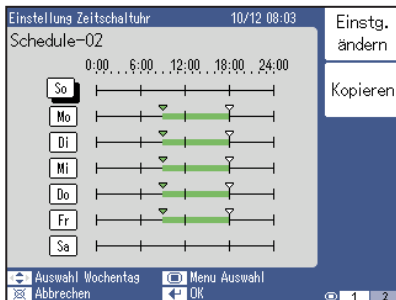 Einstellung Zeitschaltuhr 10/12 08:03
Schedule-02
0:00 6:00 12:00 18:00 24:00
So
Mo
Di
Mi
Do
Fr
Sa
Einstg.
ändern
Kopieren
Auswahl Wochentag Menu Auswahl
Abbrechen OK
1 2